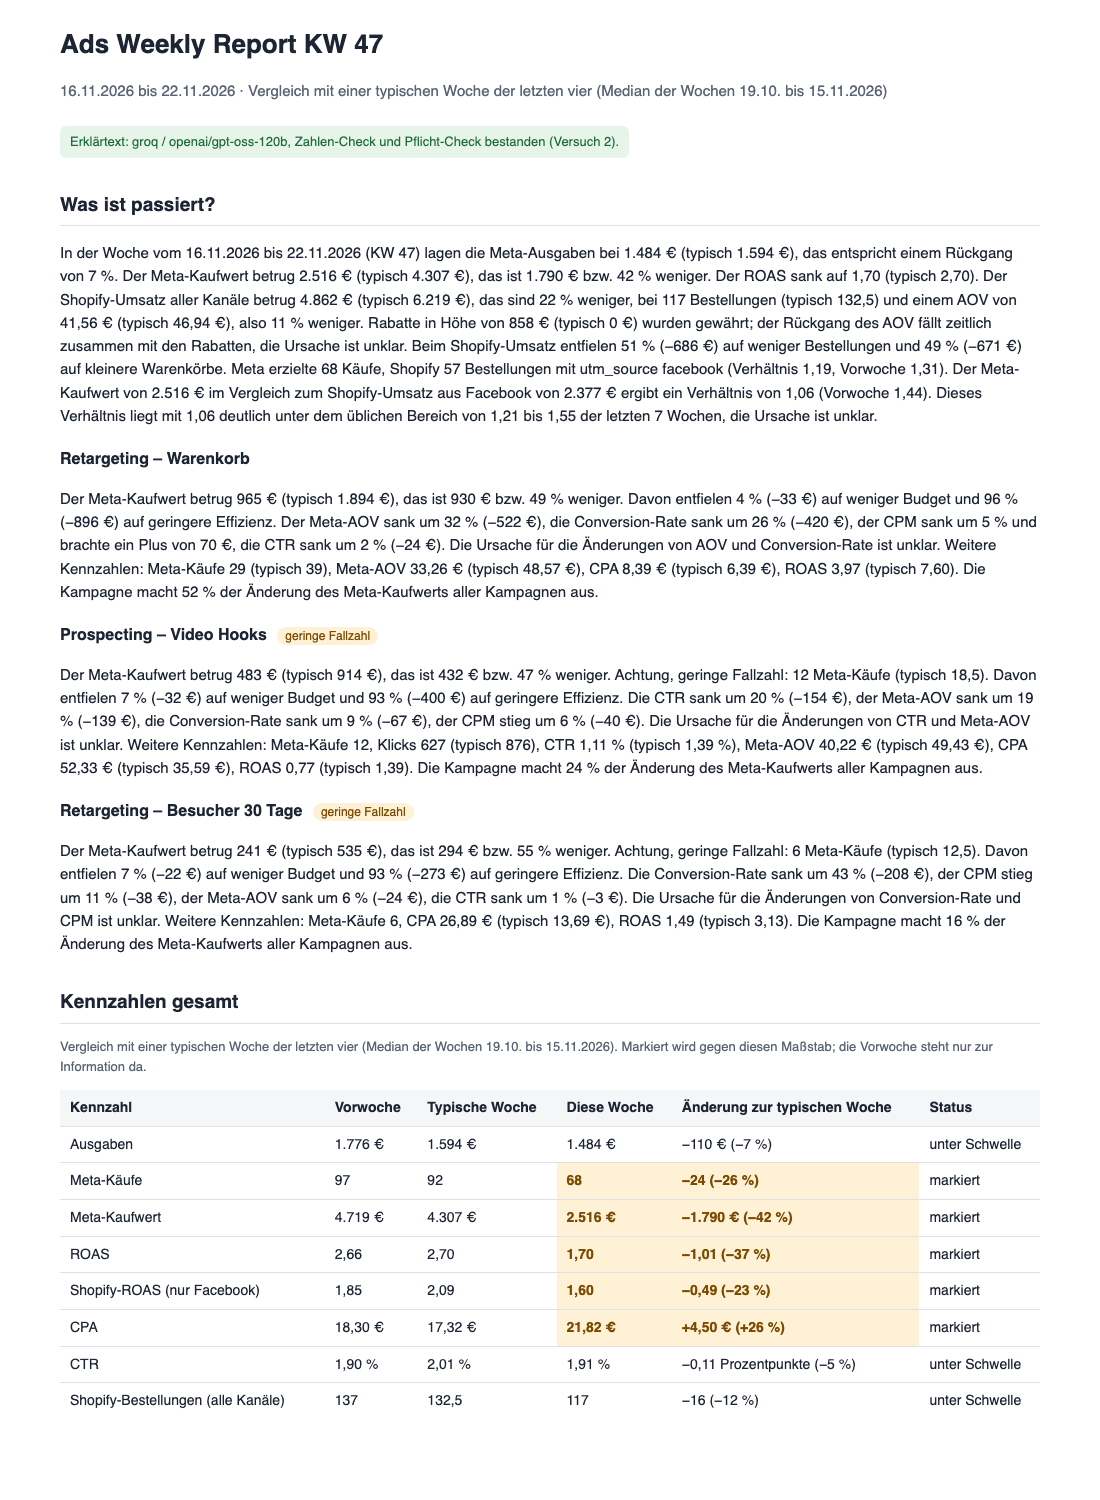 Ads Weekly Report KW 47
16.11.2026 bis 22.11.2026 · Vergleich mit einer typischen Woche der letzten vier (Median der Wochen 19.10. bis 15.11.2026)
Erklärtext: groq / openai/gpt-oss-120b, Zahlen-Check und Pflicht-Check bestanden (Versuch 2).
Was ist passiert?
In der Woche vom 16.11.2026 bis 22.11.2026 (KW 47) lagen die Meta-Ausgaben bei 1.484 € (typisch 1.594 €), das entspricht einem Rückgang
von 7 %. Der Meta-Kaufwert betrug 2.516 € (typisch 4.307 €), das ist 1.790 € bzw. 42 % weniger. Der ROAS sank auf 1,70 (typisch 2,70). Der
Shopify-Umsatz aller Kanäle betrug 4.862 € (typisch 6.219 €), das sind 22 % weniger, bei 117 Bestellungen (typisch 132,5) und einem AOV von
41,56 € (typisch 46,94 €), also 11 % weniger. Rabatte in Höhe von 858 € (typisch 0 €) wurden gewährt; der Rückgang des AOV fällt zeitlich
zusammen mit den Rabatten, die Ursache ist unklar. Beim Shopify-Umsatz entfielen 51 % (−686 €) auf weniger Bestellungen und 49 % (−671 €)
auf kleinere Warenkörbe. Meta erzielte 68 Käufe, Shopify 57 Bestellungen mit utm_source facebook (Verhältnis 1,19, Vorwoche 1,31). Der Meta-
Kaufwert von 2.516 € im Vergleich zum Shopify-Umsatz aus Facebook von 2.377 € ergibt ein Verhältnis von 1,06 (Vorwoche 1,44). Dieses
Verhältnis liegt mit 1,06 deutlich unter dem üblichen Bereich von 1,21 bis 1,55 der letzten 7 Wochen, die Ursache ist unklar.
Retargeting – Warenkorb
Der Meta-Kaufwert betrug 965 € (typisch 1.894 €), das ist 930 € bzw. 49 % weniger. Davon entfielen 4 % (−33 €) auf weniger Budget und 96 %
(−896 €) auf geringere Effizienz. Der Meta-AOV sank um 32 % (−522 €), die Conversion-Rate sank um 26 % (−420 €), der CPM sank um 5 % und
brachte ein Plus von 70 €, die CTR sank um 2 % (−24 €). Die Ursache für die Änderungen von AOV und Conversion-Rate ist unklar. Weitere
Kennzahlen: Meta-Käufe 29 (typisch 39), Meta-AOV 33,26 € (typisch 48,57 €), CPA 8,39 € (typisch 6,39 €), ROAS 3,97 (typisch 7,60). Die
Kampagne macht 52 % der Änderung des Meta-Kaufwerts aller Kampagnen aus.
Prospecting – Video Hooks geringe Fallzahl
Der Meta-Kaufwert betrug 483 € (typisch 914 €), das ist 432 € bzw. 47 % weniger. Achtung, geringe Fallzahl: 12 Meta-Käufe (typisch 18,5). Davon
entfielen 7 % (−32 €) auf weniger Budget und 93 % (−400 €) auf geringere Effizienz. Die CTR sank um 20 % (−154 €), der Meta-AOV sank um 19
% (−139 €), die Conversion-Rate sank um 9 % (−67 €), der CPM stieg um 6 % (−40 €). Die Ursache für die Änderungen von CTR und Meta-AOV
ist unklar. Weitere Kennzahlen: Meta-Käufe 12, Klicks 627 (typisch 876), CTR 1,11 % (typisch 1,39 %), Meta-AOV 40,22 € (typisch 49,43 €), CPA
52,33 € (typisch 35,59 €), ROAS 0,77 (typisch 1,39). Die Kampagne macht 24 % der Änderung des Meta-Kaufwerts aller Kampagnen aus.
Retargeting – Besucher 30 Tage geringe Fallzahl
Der Meta-Kaufwert betrug 241 € (typisch 535 €), das ist 294 € bzw. 55 % weniger. Achtung, geringe Fallzahl: 6 Meta-Käufe (typisch 12,5). Davon
entfielen 7 % (−22 €) auf weniger Budget und 93 % (−273 €) auf geringere Effizienz. Die Conversion-Rate sank um 43 % (−208 €), der CPM stieg
um 11 % (−38 €), der Meta-AOV sank um 6 % (−24 €), die CTR sank um 1 % (−3 €). Die Ursache für die Änderungen von Conversion-Rate und
CPM ist unklar. Weitere Kennzahlen: Meta-Käufe 6, CPA 26,89 € (typisch 13,69 €), ROAS 1,49 (typisch 3,13). Die Kampagne macht 16 % der
Änderung des Meta-Kaufwerts aller Kampagnen aus.
Kennzahlen gesamt
Vergleich mit einer typischen Woche der letzten vier (Median der Wochen 19.10. bis 15.11.2026). Markiert wird gegen diesen Maßstab; die Vorwoche steht nur zur
Information da.
Kennzahl Vorwoche Typische Woche Diese Woche Änderung zur typischen Woche Status
Ausgaben 1.776 € 1.594 € 1.484 € −110 € (−7 %) unter Schwelle
Meta-Käufe 97 92 68 −24 (−26 %) markiert
Meta-Kaufwert 4.719 € 4.307 € 2.516 € −1.790 € (−42 %) markiert
ROAS 2,66 2,70 1,70 −1,01 (−37 %) markiert
Shopify-ROAS (nur Facebook) 1,85 2,09 1,60 −0,49 (−23 %) markiert
CPA 18,30 € 17,32 € 21,82 € +4,50 € (+26 %) markiert
CTR 1,90 % 2,01 % 1,91 % −0,11 Prozentpunkte (−5 %) unter Schwelle
Shopify-Bestellungen (alle Kanäle) 137 132,5 117 −16 (−12 %) unter Schwelle